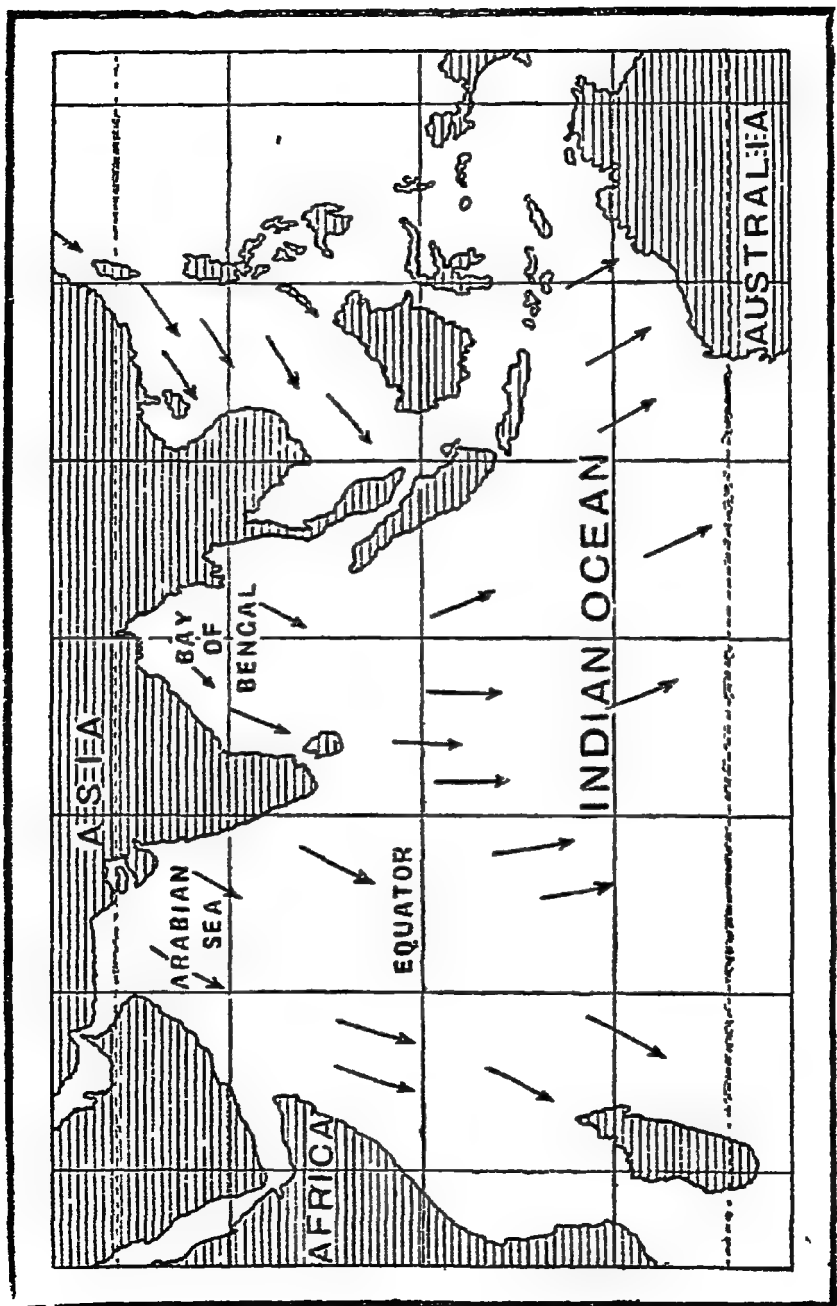 ASIA
ARABIAN
SEA
BAY
OF
BENGAL
AFRICA
EQUATOR
INDIAN OCEAN
AUSTRALIA